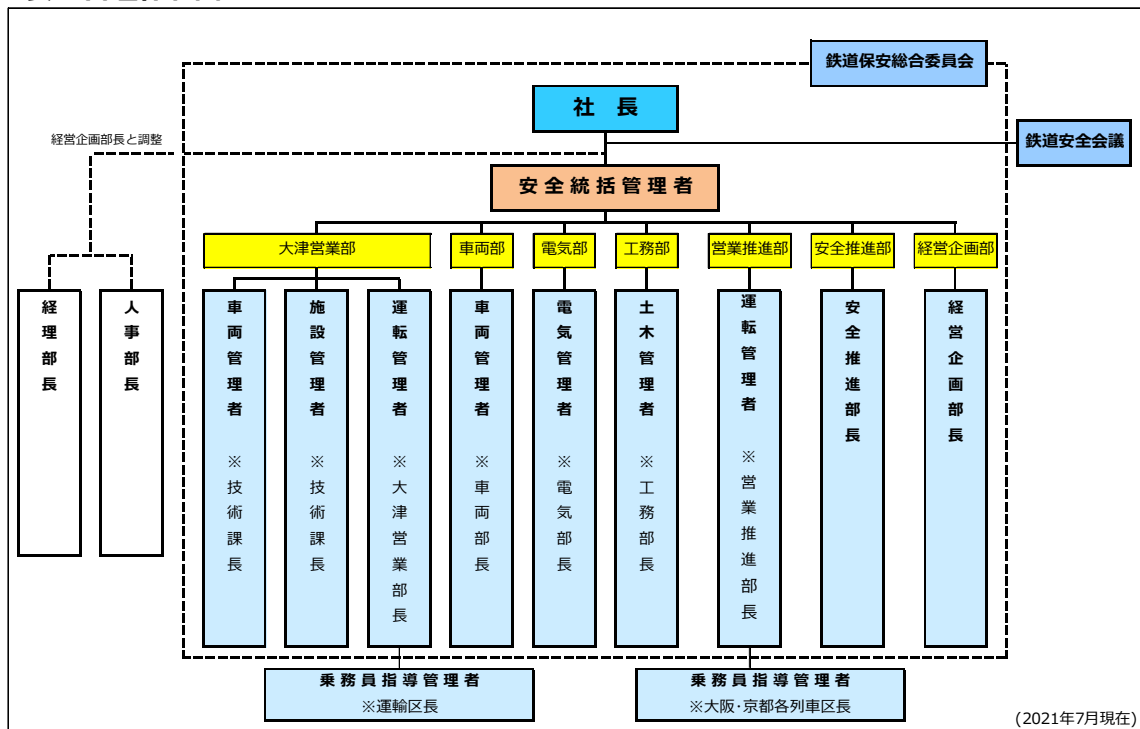 鉄道保安総合委員会
社 長
経営企画部長と調整
鉄道安全会議
安全統括管理者
大津営業部
車両部
電気部
工務部
営業推進部
安全推進部
経営企画部
経理部長
人事部長
車両管理者 ※技術課長
施設管理者 ※技術課長
運転管理者 ※大津営業部長
車両管理者 ※車両部長
電気管理者 ※電気部長
土木管理者 ※工務部長
運転管理者 ※営業推進部長
安全推進部長
経営企画部長
乗務員指導管理者
※運輸区長
乗務員指導管理者
※大阪・京都各列車区長
(2021年7月現在)